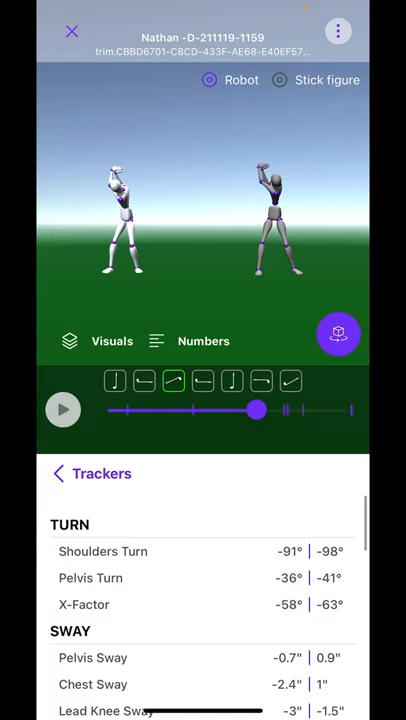 Nathan -D-211119-1159
trim.CBBD6701-C8CD-433F-AE68-E40EF57...
Robot Stick figure
Visuals Numbers
Trackers
TURN
Shoulders Turn -91° -98°
Pelvis Turn -36° -41°
X-Factor -58° -63°
SWAY
Pelvis Sway -0.7" 0.9"
Chest Sway -2.4" 1"
Lead Knee Sway -3" -1.5"